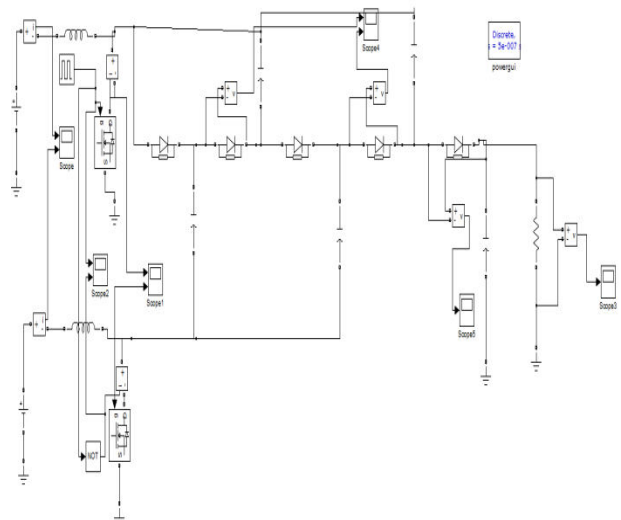 Discrete,
s = 5e-007 s
powergui
Scope4
Scope
Scope2
Scope1
Scope5
Scope3
NOT